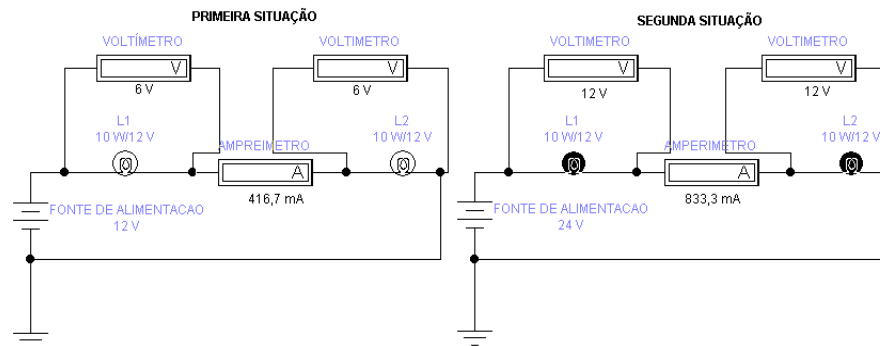 PRIMEIRA SITUAÇÃO
VOLTÍMETRO
VOLTIMETRO
V
V
6 V
6 V
L1
10 W/12 V
L2
10 W/12 V
AMPREIMETRO
A
416,7 mA
FONTE DE ALIMENTACAO
12 V
SEGUNDA SITUAÇÃO
VOLTIMETRO
VOLTIMETRO
V
V
12 V
12 V
L1
10 W/12 V
L2
10 W/12 V
AMPERIMETRO
A
833,3 mA
FONTE DE ALIMENTACAO
24 V